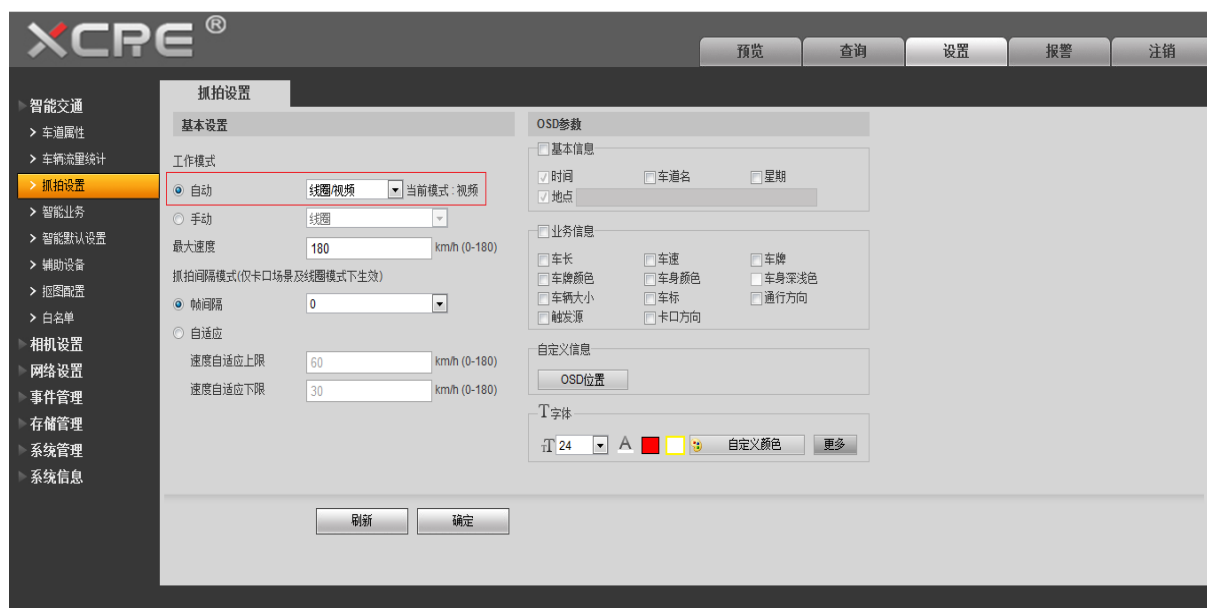 XCRE ®
预览 查询 设置 报警 注销
智能交通
车道属性
车辆流量统计
抓拍设置
智能业务
智能默认设置
辅助设备
抠图配置
白名单
相机设置
网络设置
事件管理
存储管理
系统管理
系统信息
抓拍设置
基本设置
工作模式
自动 线圈/视频 当前模式 : 视频
手动 线圈
最大速度 180 km/h (0-180)
抓拍间隔模式(仅卡口场景及线圈模式下生效)
帧间隔 0
自适应
速度自适应上限 60 km/h (0-180)
速度自适应下限 30 km/h (0-180)
刷新 确定
OSD参数
基本信息
时间 车道名 星期
地点
业务信息
车长 车速 车牌
车牌颜色 车身颜色 车身深浅色
车辆大小 车标 通行方向
触发源 卡口方向
自定义信息
OSD位置
T 字体
T 24 A 自定义颜色 更多